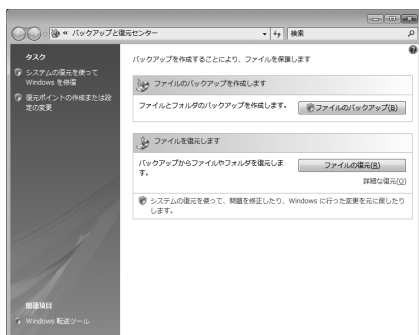 « バックアップと復元センター
検索
タスク
システムの復元を使って
Windows を修復
復元ポイントの作成または設
定の変更
バックアップを作成することにより、ファイルを保護します
ファイルのバックアップを作成します
ファイルとフォルダのバックアップを作成します。
ファイルのバックアップ(B)
ファイルを復元します
バックアップからファイルやフォルダを復元しま
す。
ファイルの復元(R)
詳細な復元(O)
システムの復元を使って、問題を修正したり、Windows に行った変更を元に戻したり
します。
関連項目
Windows 転送ツール